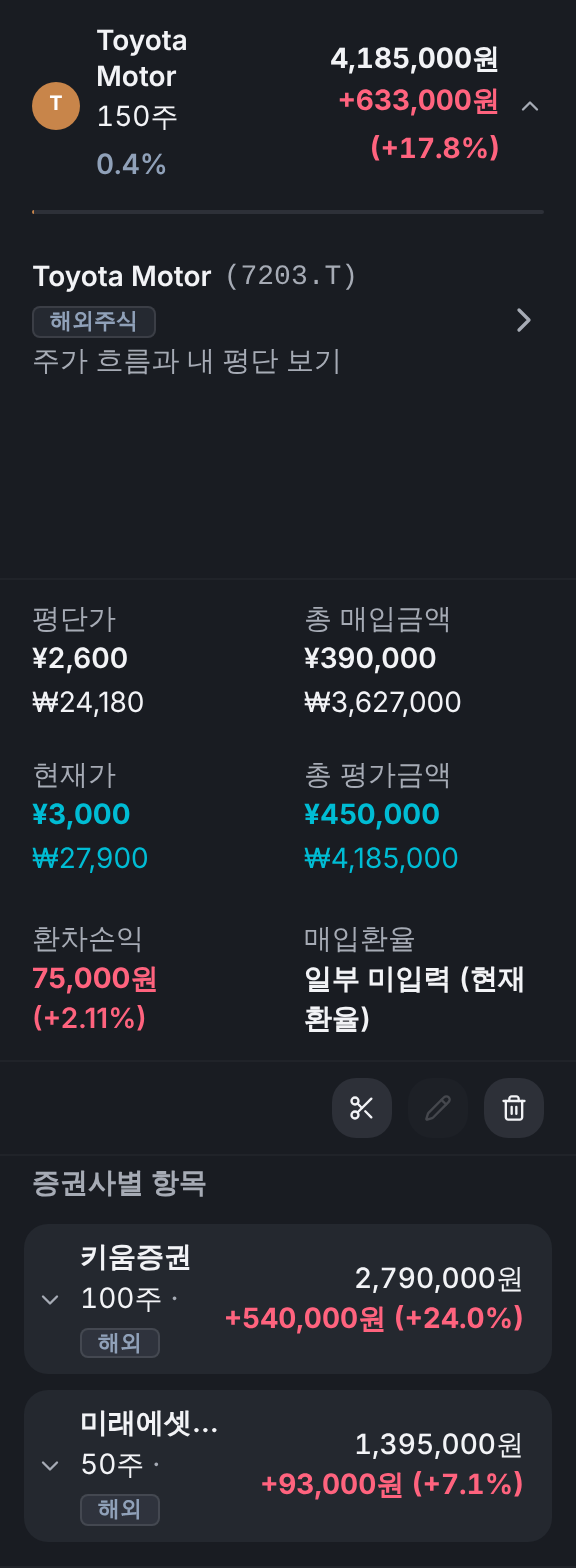 Toyota
Motor
T
150주
0.4%
4,185,000원
+633,000원
(+17.8%)
Toyota Motor (7203.T)
해외주식
주가 흐름과 내 평단 보기
평단가
¥2,600
₩24,180
총 매입금액
¥390,000
₩3,627,000
현재가
¥3,000
₩27,900
총 평가금액
¥450,000
₩4,185,000
환차손익
75,000원
(+2.11%)
매입환율
일부 미입력 (현재
환율)
증권사별 항목
키움증권
100주 ·
해외
2,790,000원
+540,000원 (+24.0%)
미래에셋...
50주 ·
해외
1,395,000원
+93,000원 (+7.1%)